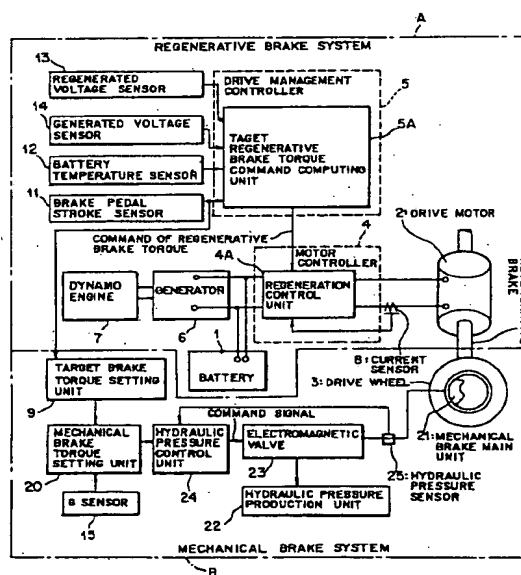 A
REGENERATIVE BRAKE SYSTEM
13
REGENERATED
VOLTAGE SENSOR
DRIVE MANAGEMENT
CONTROLLER
5
14
GENERATED VOLTAGE
SENSOR
TAGET
REGENERATIVE
BRAKE TORQUE
COMMAND COMPUTING
UNIT
5A
12
BATTERY
TEMPERATURE SENSOR
11
BRAKE PEDAL
STROKE SENSOR
COMMAND OF REGENERATIVE
BRAKE TORQUE
4
2: DRIVE MOTOR
4A
MOTOR
CONTROLLER
BRAKE
DYNAMO
ENGINE
GENERATOR
REGENERATION CONTROL
UNIT
7
6
1
BATTERY
8: CURRENT
SENSOR
TARGET BRAKE
TORQUE SETTING
UNIT
3: DRIVE WHEEL
9
COMMAND SIGNAL
MECHANICAL
BRAKE
TORQUE
SETTING UNIT
HYDRAULIC
PRESSURE
CONTROL
UNIT
ELECTROMAGNETIC
VALVE
21: MECHANICAL
BRAKE MAIN
UNIT
20
24
23
25: HYDRAULIC
PRESSURE
SENSOR
G SENSOR
HYDRAULIC PRESSURE
PRODUCTION UNIT
15
22
MECHANICAL BRAKE SYSTEM
B